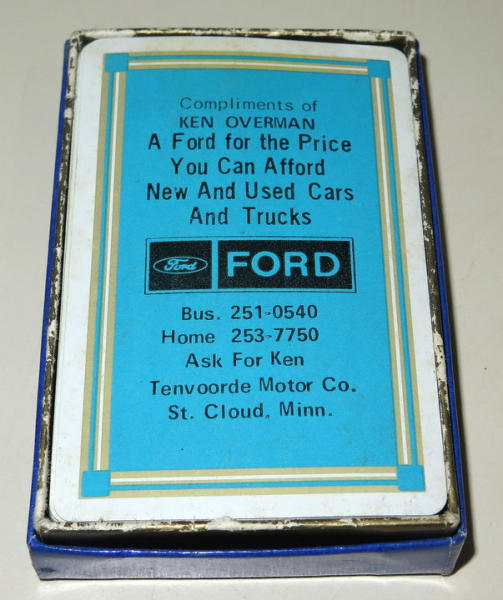 Compliments of
KEN OVERMAN
A Ford for the Price
You Can Afford
New And Used Cars
And Trucks
Ford FORD
Bus. 251-0540
Home 253-7750
Ask For Ken
Tenvoorde Motor Co.
St. Cloud, Minn.